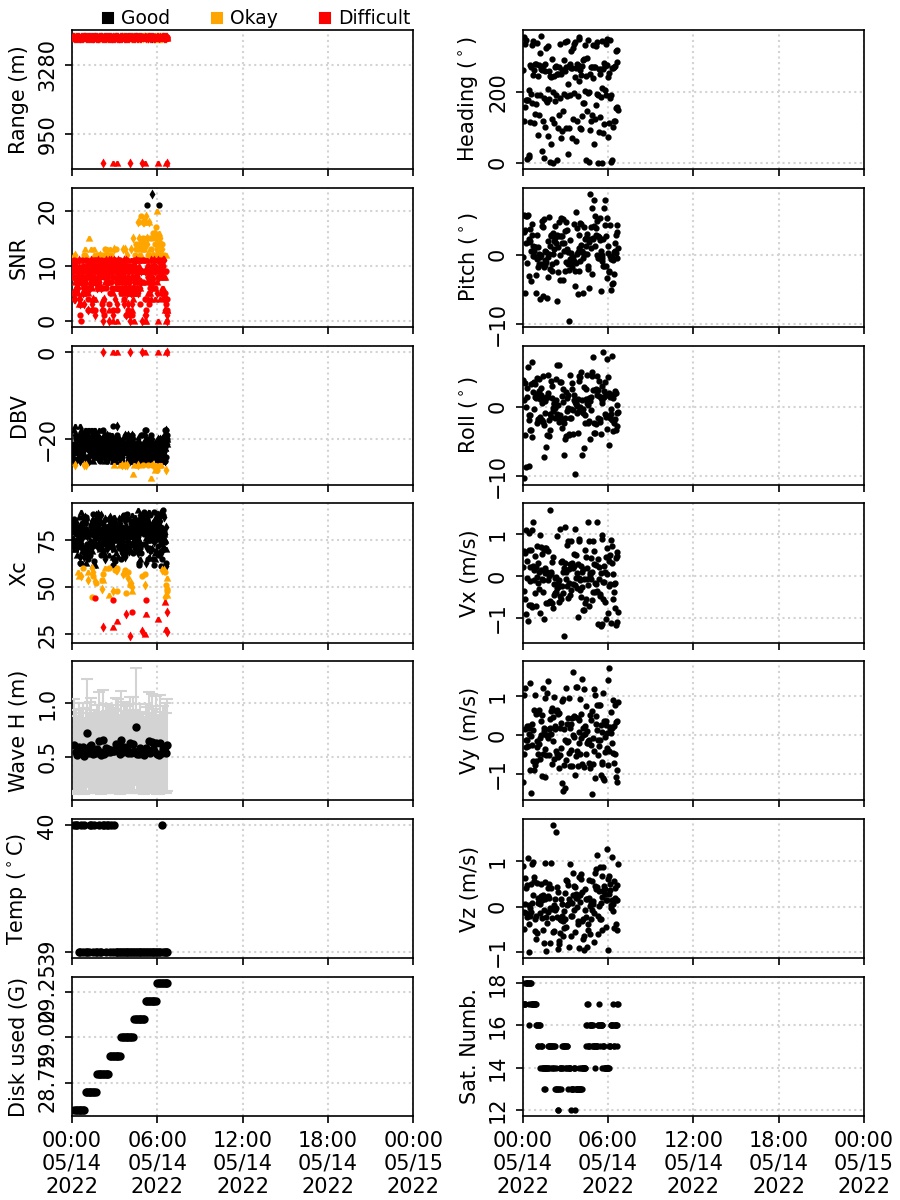 Good Okay Difficult
Range (m)
3280
950
Heading (°)
200
0
SNR
20
10
0
Pitch (°)
0
−10
DBV
0
−20
Roll (°)
0
−10
Xc
75
50
25
Vx (m/s)
1
0
−1
Wave H (m)
1.0
0.5
Vy (m/s)
1
0
−1
Temp (°C)
40
39
Vz (m/s)
1
0
−1
Disk used (G)
29.25
29.00
28.75
Sat. Numb.
18
16
14
12
00:00 06:00 12:00 18:00 00:00
05/14 05/14 05/14 05/14 05/15
2022 2022 2022 2022 2022
00:00 06:00 12:00 18:00 00:00
05/14 05/14 05/14 05/14 05/15
2022 2022 2022 2022 2022